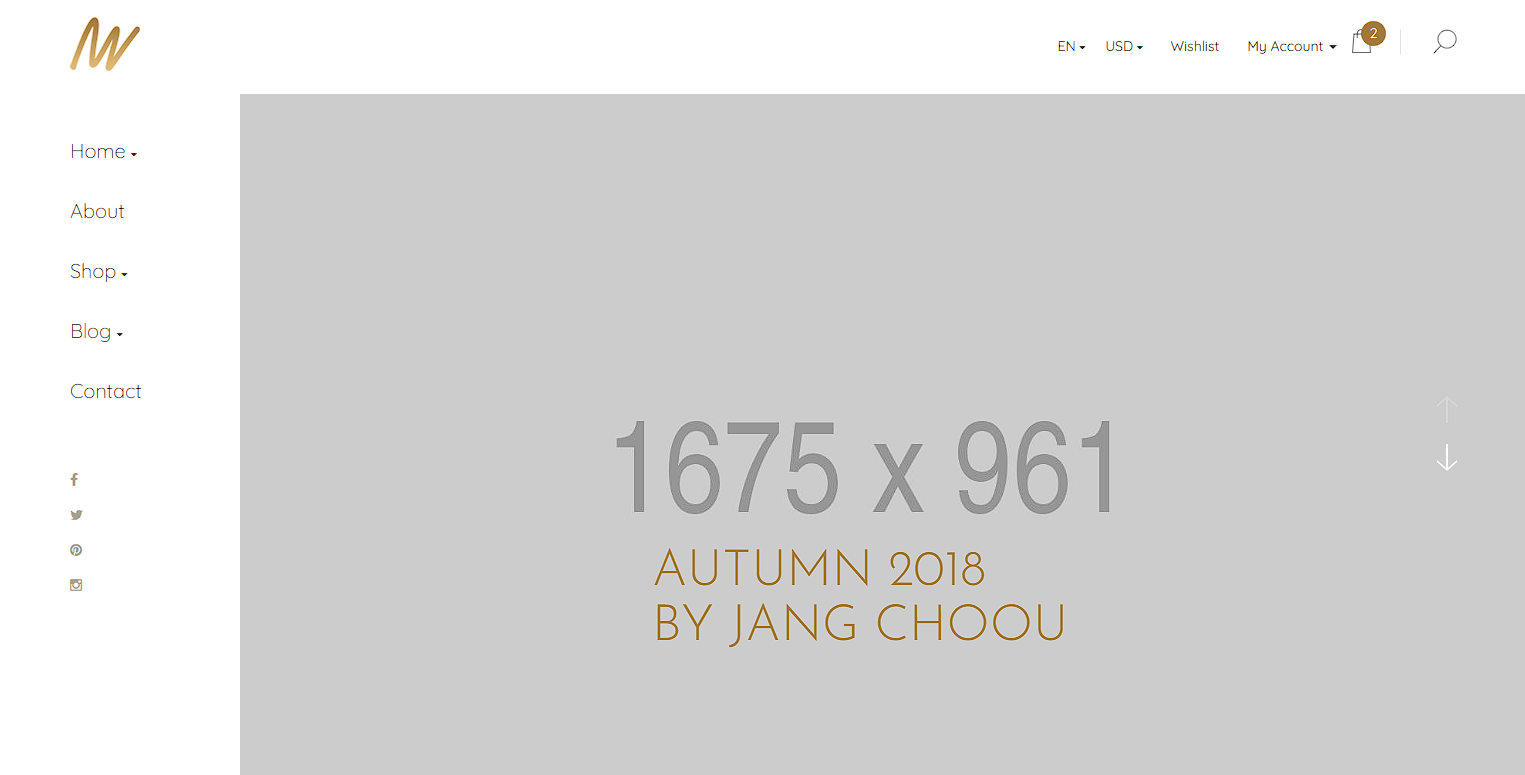 EN
USD
Wishlist
My Account
2
Home
About
Shop
Blog
Contact
1675 x 961
AUTUMN 2018
BY JANG CHOOU